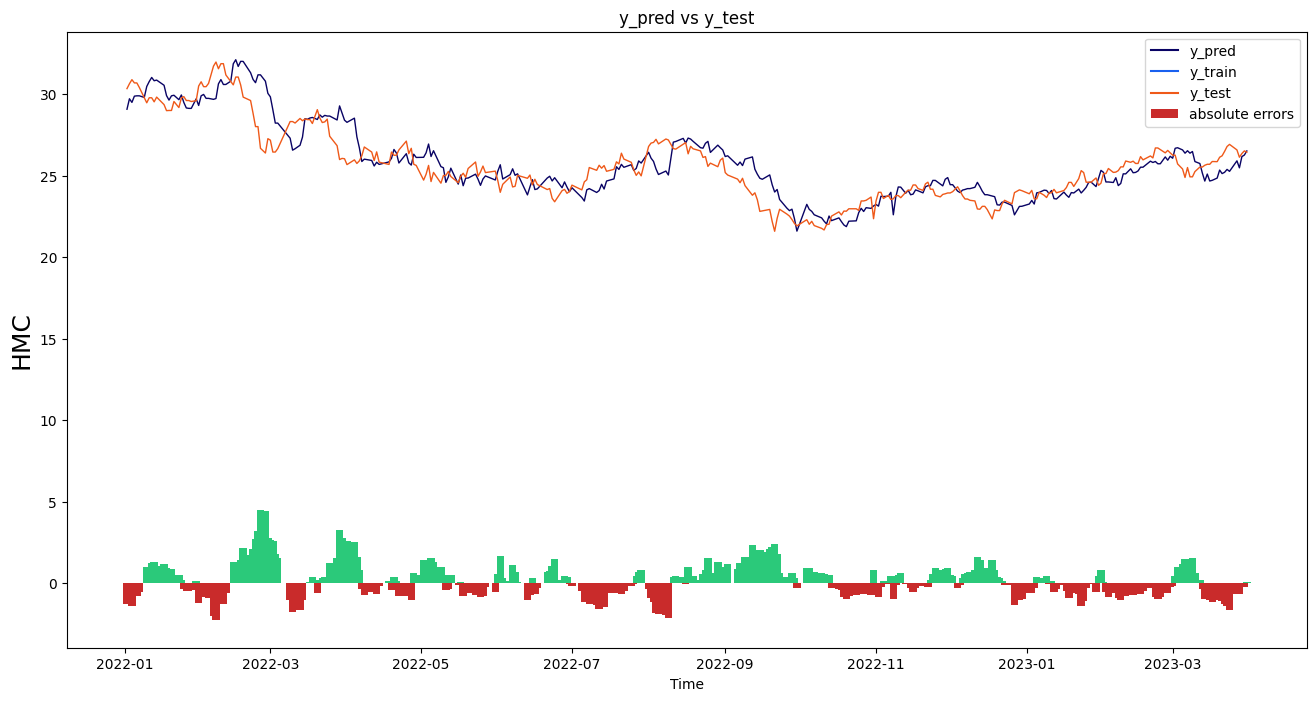 y_pred vs y_test
y_pred
y_train
y_test
absolute errors
30
25
20
15
10
5
0
HMC
2022-01
2022-03
2022-05
2022-07
2022-09
2022-11
2023-01
2023-03
Time